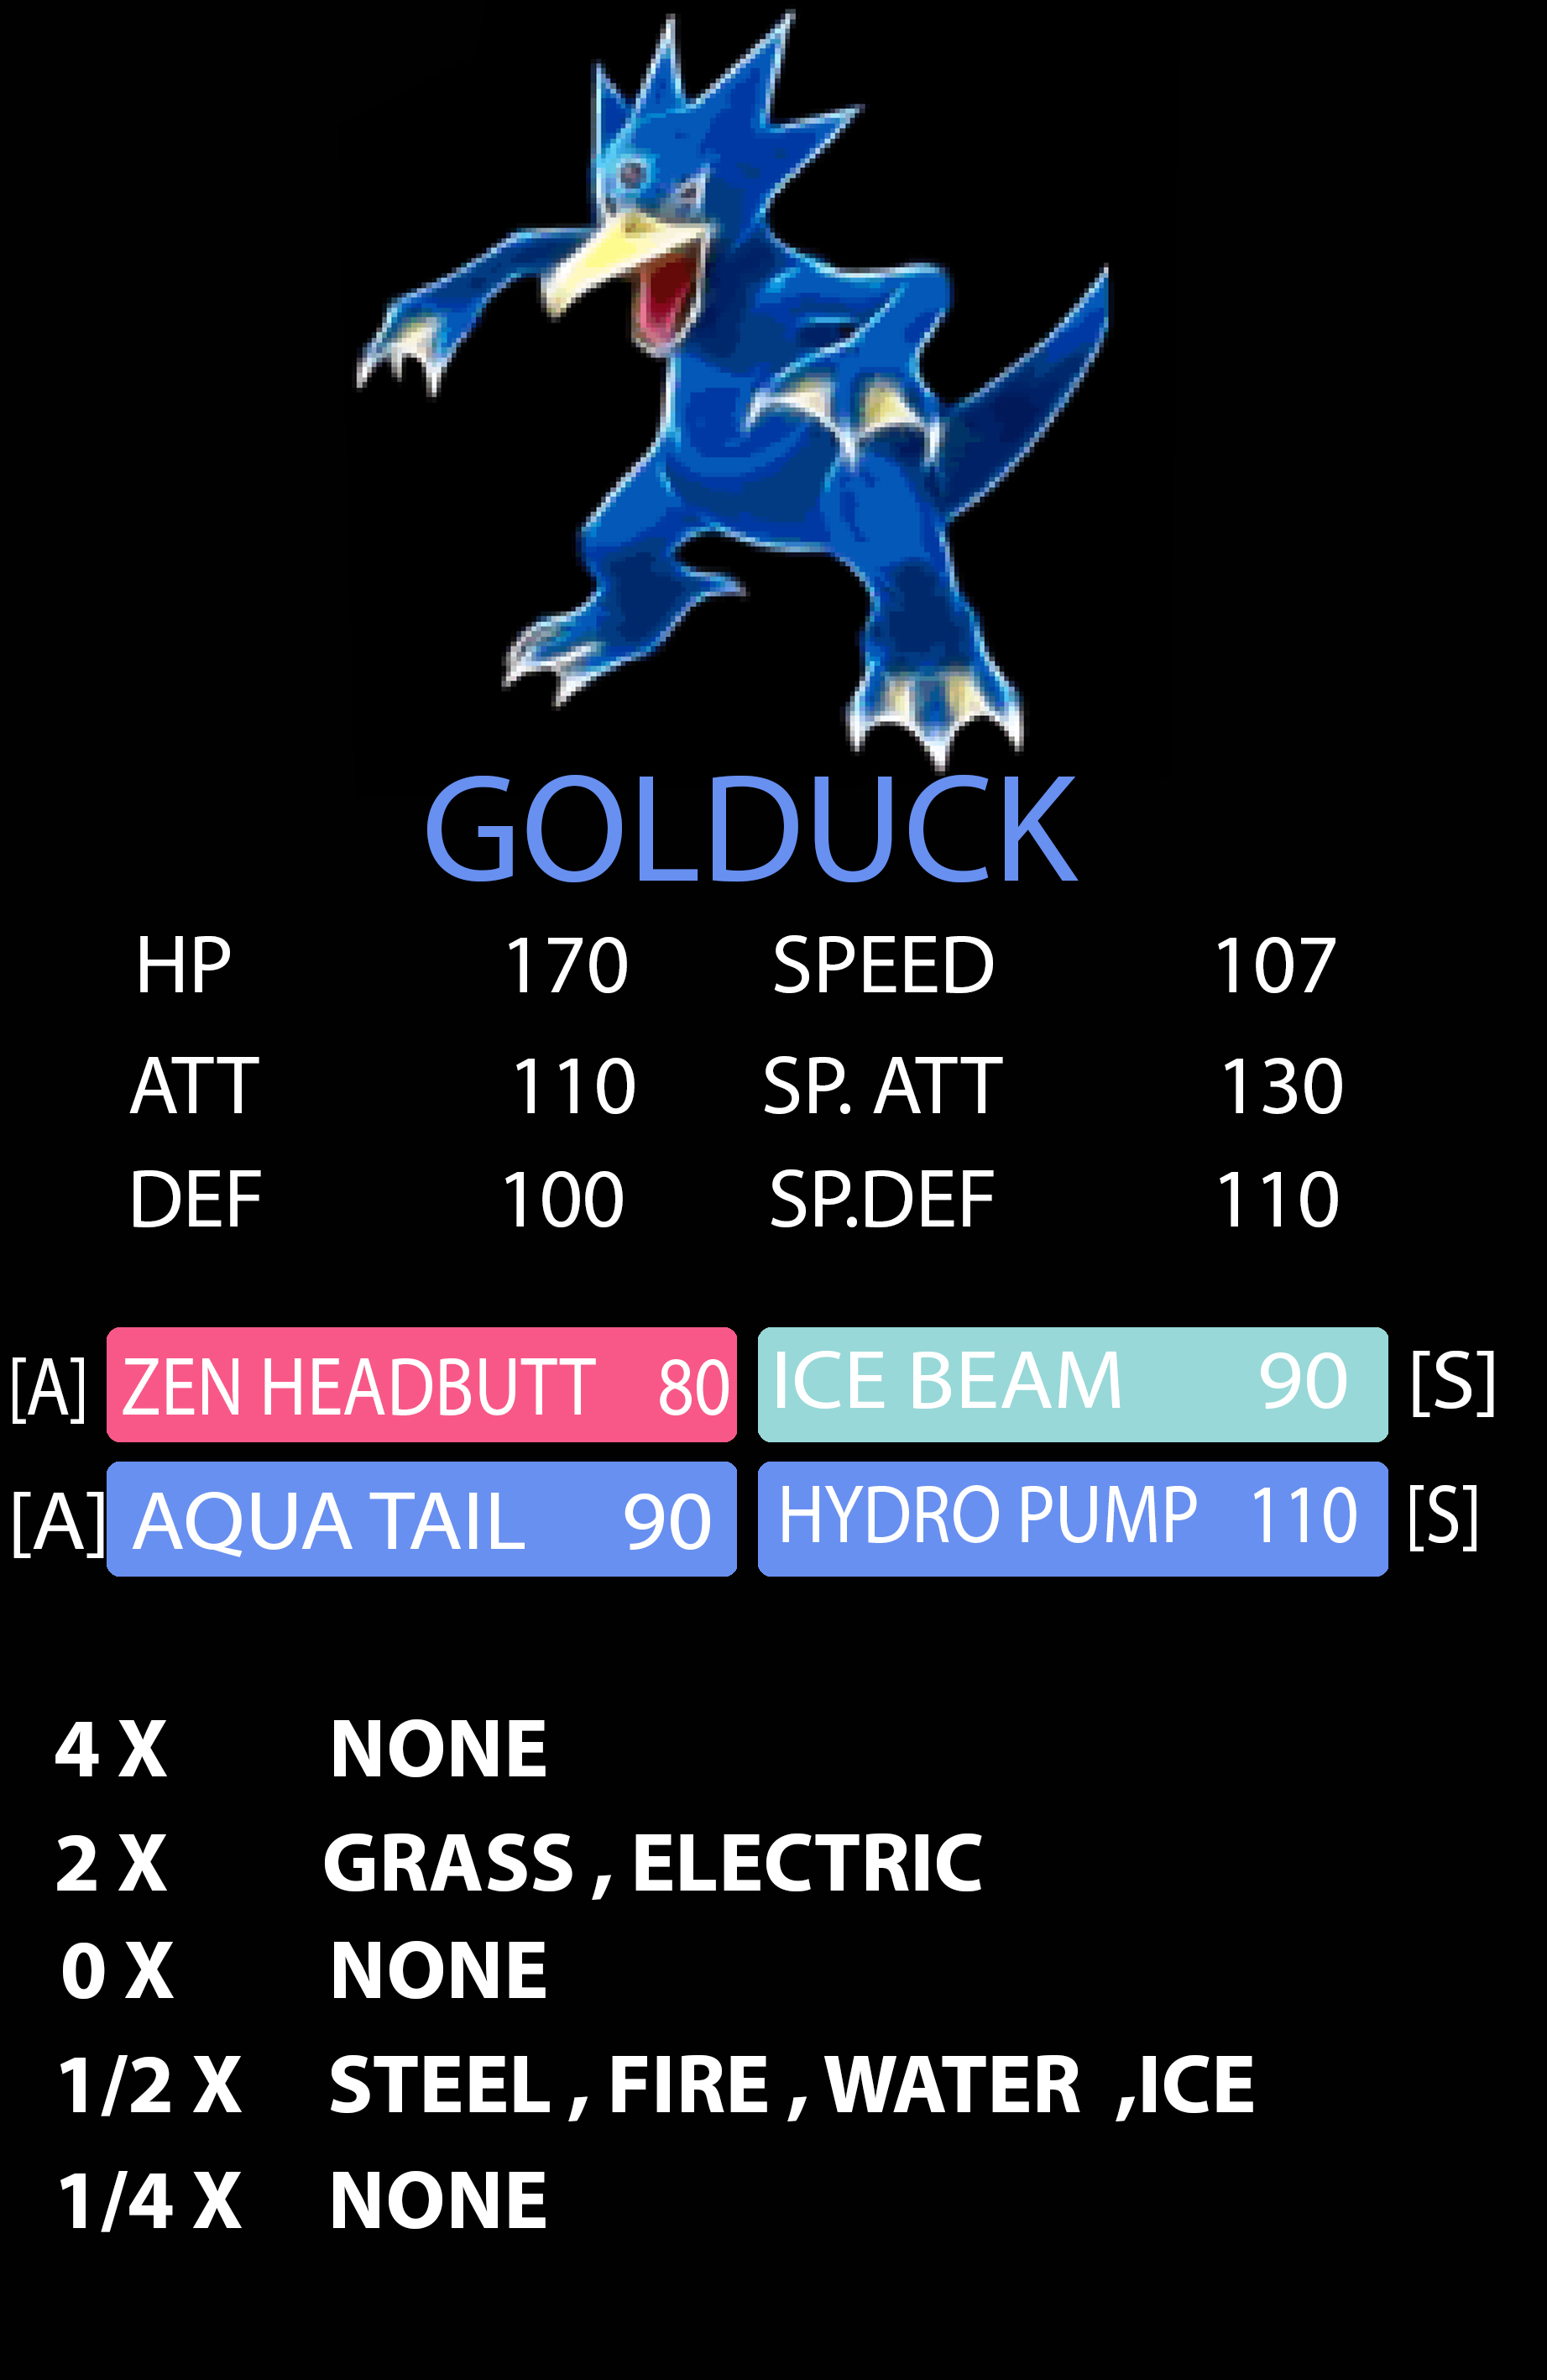 GOLDUCK
HP 170 SPEED 107
ATT 110 SP. ATT 130
DEF 100 SP.DEF 110
[A] ZEN HEADBUTT 80 ICE BEAM 90 [S]
[A] AQUA TAIL 90 HYDRO PUMP 110 [S]
4 X NONE
2 X GRASS , ELECTRIC
0 X NONE
1/2 X STEEL , FIRE , WATER ,ICE
1/4 X NONE